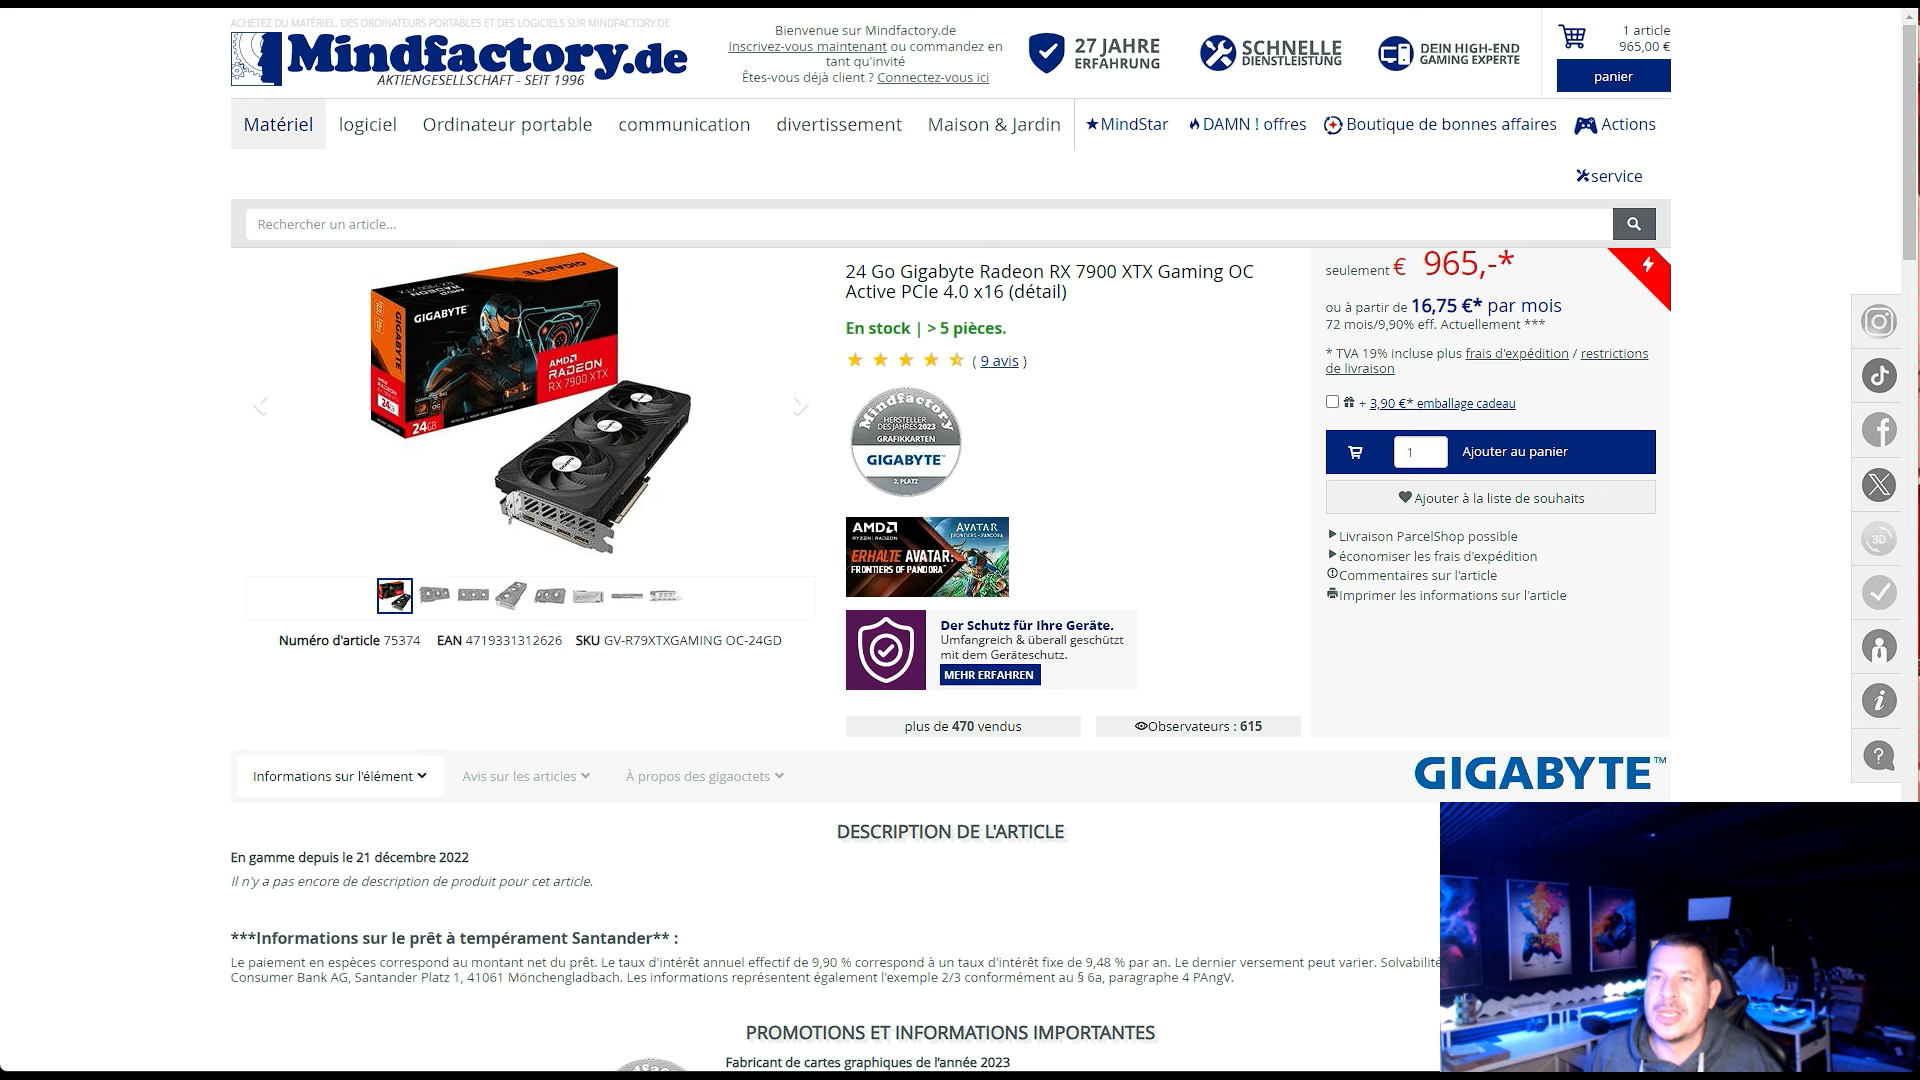 ACHETEZ DU MATÉRIEL, DES ORDINATEURS PORTABLES ET DES LOGICIELS SUR MINDFACTORY.DE
Mindfactory.de
AKTIENGESELLSCHAFT - SEIT 1996
Bienvenue sur Mindfactory.de
Inscrivez-vous maintenant ou commandez en
tant qu'invité
Êtes-vous déjà client ? Connectez-vous ici
27 JAHRE
ERFAHRUNG
SCHNELLE
DIENSTLEISTUNG
DEIN HIGH-END
GAMING EXPERTE
1 article
965,00 €
panier
Matériel
logiciel
Ordinateur portable
communication
divertissement
Maison & Jardin
MindStar
DAMN ! offres
Boutique de bonnes affaires
Actions
service
Rechercher un article...
24 Go Gigabyte Radeon RX 7900 XTX Gaming OC
Active PCIe 4.0 x16 (détail)
En stock | > 5 pièces.
( 9 avis )
Mindfactory
HERSTELLER
DES JAHRES 2023
GRAFIKKARTEN
GIGABYTE™
2. PLATZ
AMD
RYZEN | RADEON
AVATAR
FRONTIERS OF PANDORA
ERHALTE AVATAR:
FRONTIERS OF PANDORA™
Der Schutz für Ihre Geräte.
Umfangreich & überall geschützt
mit dem Geräteschutz.
MEHR ERFAHREN
plus de 470 vendus
Observateurs : 615
GIGABYTE
GIGABYTE
AMD
RADEON
RX 7900 XTX
24GB
Numéro d'article 75374 EAN 4719331312626 SKU GV-R79XTXGAMING OC-24GD
seulement € 965,-*
ou à partir de 16,75 €* par mois
72 mois/9,90% eff. Actuellement ***
* TVA 19% incluse plus frais d'expédition / restrictions
de livraison
+ 3,90 €* emballage cadeau
1
Ajouter au panier
Ajouter à la liste de souhaits
Livraison ParcelShop possible
économiser les frais d'expédition
Commentaires sur l'article
Imprimer les informations sur l'article
3D
Informations sur l'élément
Avis sur les articles
À propos des gigaoctets
GIGABYTE™
DESCRIPTION DE L'ARTICLE
En gamme depuis le 21 décembre 2022
Il n'y a pas encore de description de produit pour cet article.
***Informations sur le prêt à tempérament Santander** :
Le paiement en espèces correspond au montant net du prêt. Le taux d'intérêt annuel effectif de 9,90 % correspond à un taux d'intérêt fixe de 9,48 % par an. Le dernier versement peut varier. Solvabilité
Consumer Bank AG, Santander Platz 1, 41061 Mönchengladbach. Les informations représentent également l'exemple 2/3 conformément au § 6a, paragraphe 4 PAngV.
PROMOTIONS ET INFORMATIONS IMPORTANTES
Fabricant de cartes graphiques de l'année 2023